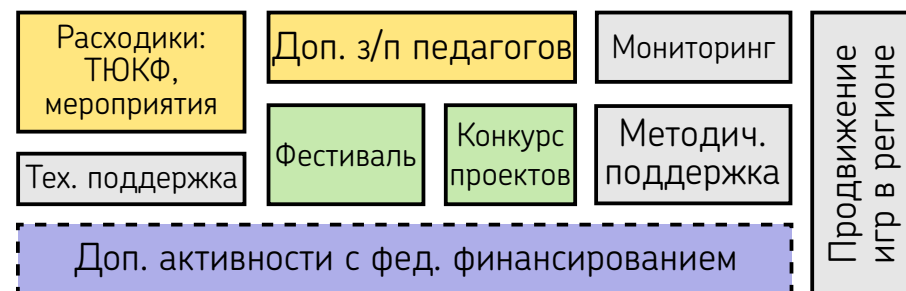 Расходики:
ТЮКФ,
мероприятия
Доп. з/п педагогов
Мониторинг
Тех. поддержка
Фестиваль
Конкурс
проектов
Методич.
поддержка
Доп. активности с фед. финансированием
Продвижение
игр в регионе